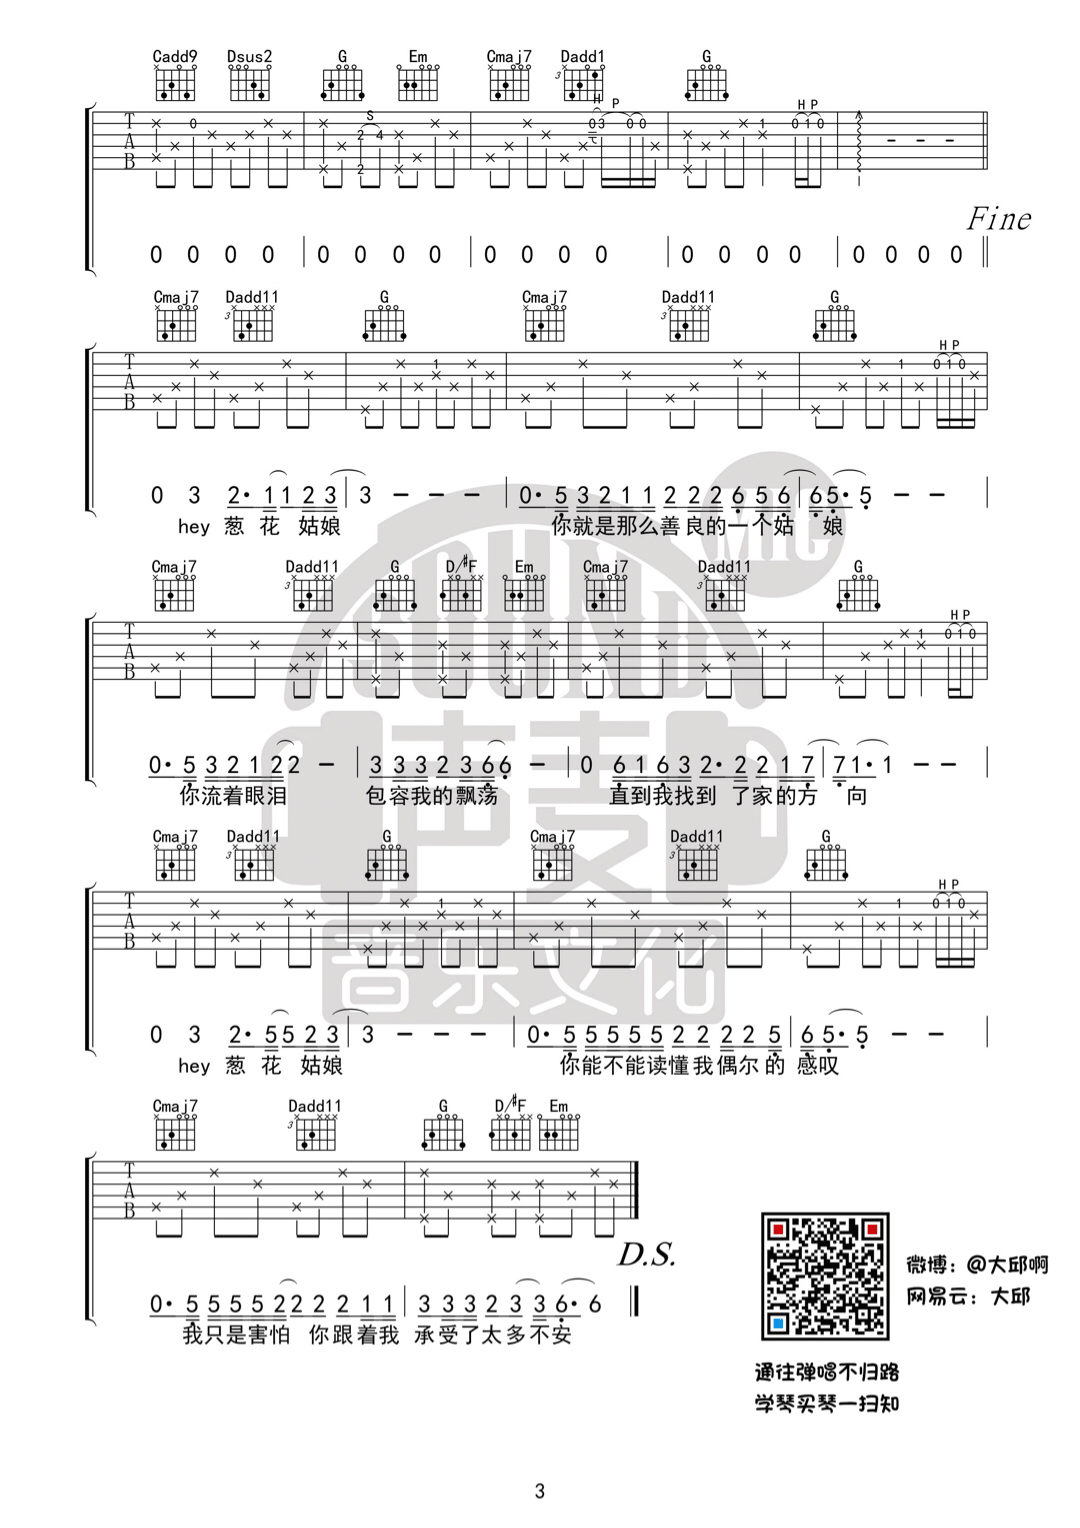 Cadd9 Dsus2 G Em Cmaj7 Dadd1 G
S H P H P
T 0 2 4 0 3 0 0 1 0 1 0
A
B 2
Fine
0 0 0 0 0 0 0 0 0 0 0 0 0 0 0 0 0 0 0 0
Cmaj7 Dadd11 G Cmaj7 Dadd11 G
H P
T 1 1 0 1 0
A
B
0 3 2· 1 1 2 3 3 - - - 0· 5 3 2 1 1 2 2 2 6 5 6 6 5· 5 - -
hey 葱 花 姑娘 你就是那么善良的一个姑 娘
Cmaj7 Dadd11 G D/#F Em Cmaj7 Dadd11 G
H P
T 1 0 1 0
A
B
0· 5 3 2 1 2 2 - 3 3 3 2 3 6 6 - 0 6 1 6 3 2· 2 2 1 7 7 1· 1 - -
你流着眼泪 包容我的飘荡 直到我找到 了家的方 向
Cmaj7 Dadd11 G Cmaj7 Dadd11 G
H P
T 1 1 0 1 0
A
B
0 3 2· 5 5 2 3 3 - - - 0· 5 5 5 5 5 2 2 2 2 5 6 5· 5 - -
hey 葱 花 姑娘 你能不能读懂我偶尔的 感叹
Cmaj7 Dadd11 G D/#F Em
T
A
B
D.S.
0· 5 5 5 5 2 2 2 2 1 1 3 3 3 2 3 3 6· 6
我只是害怕 你跟着我 承受了太多不安
微博：@大邱啊
网易云：大邱
通往弹唱不归路
学琴买琴一扫知
SOUND
MIC
声麦
音乐文化
3